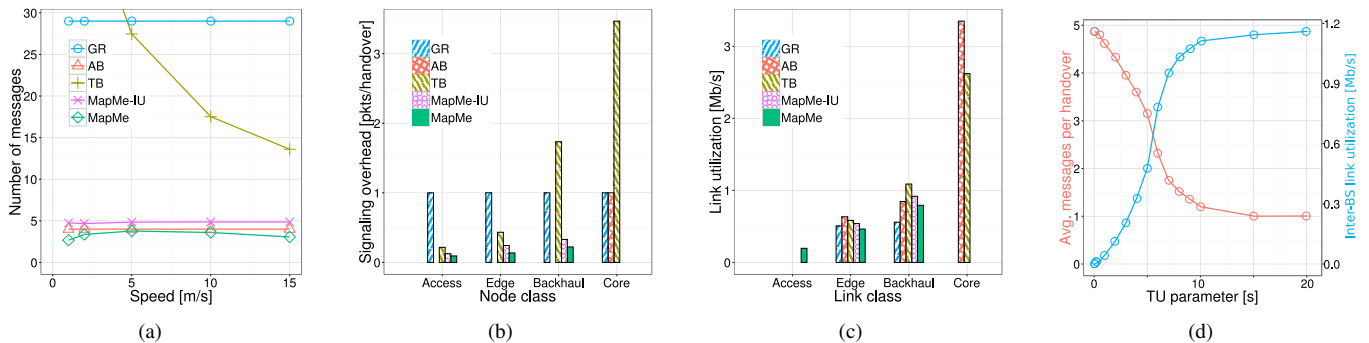 Number of messages
30
25
20
15
10
5
0
GR
AB
TB
MapMe-IU
MapMe
0
5
10
15
Speed [m/s]
(a)
Signaling overhead [pkts/handover]
3
2
1
0
GR
AB
TB
MapMe-IU
MapMe
Access
Edge
Backhaul
Core
Node class
(b)
Link utilization [Mb/s]
3
2
1
0
GR
AB
TB
MapMe-IU
MapMe
Access
Edge
Backhaul
Core
Link class
(c)
Avg. messages per handover
5
4
3
2
1
0
0
5
10
15
20
TU parameter [s]
1.2
0.9
0.6
0.3
0.0
Inter-BS link utilization [Mb/s]
(d)